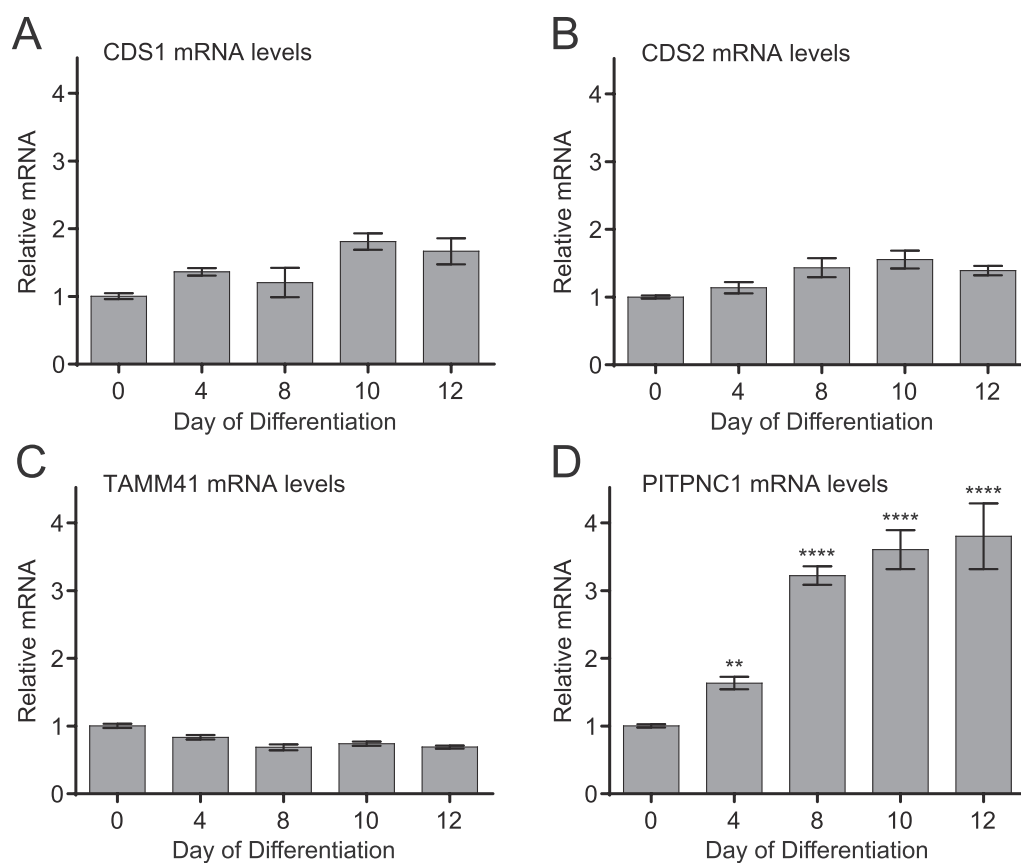 A
CDS1 mRNA levels
Relative mRNA
4
3
2
1
0
0 4 8 10 12
Day of Differentiation
B
CDS2 mRNA levels
Relative mRNA
4
3
2
1
0
0 4 8 10 12
Day of Differentiation
C
TAMM41 mRNA levels
Relative mRNA
4
3
2
1
0
0 4 8 10 12
Day of Differentiation
D
PITPNC1 mRNA levels
Relative mRNA
4
3
2
1
0
**
****
****
****
0 4 8 10 12
Day of Differentiation